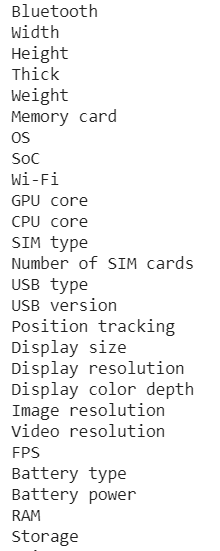 Bluetooth
Width
Height
Thick
Weight
Memory card
OS
SoC
Wi-Fi
GPU core
CPU core
SIM type
Number of SIM cards
USB type
USB version
Position tracking
Display size
Display resolution
Display color depth
Image resolution
Video resolution
FPS
Battery type
Battery power
RAM
Storage